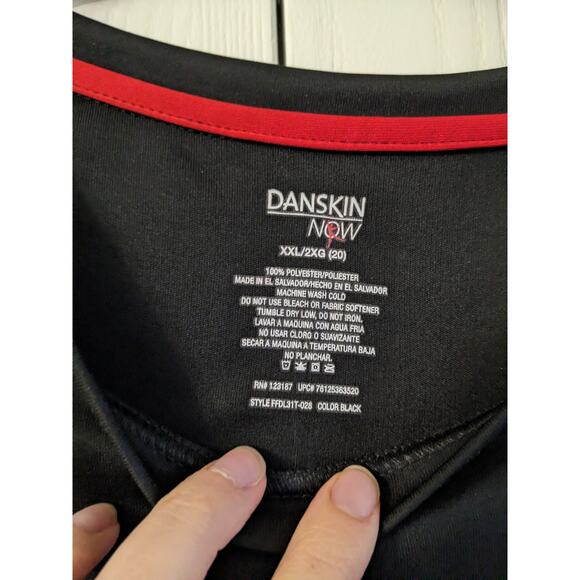 DANSKIN
NOW
XXL/2XG (20)
100% POLYESTER/POLIESTER
MADE IN EL SALVADOR/HECHO EN EL SALVADOR
MACHINE WASH COLD
DO NOT USE BLEACH OR FABRIC SOFTENER
TUMBLE DRY LOW, DO NOT IRON.
LAVAR A MAQUINA CON AGUA FRIA
NO USAR CLORO O SUAVIZANTE
SECAR A MAQUINA A TEMPERATURA BAJA
NO PLANCHAR.
RN# 123187 UPC# 76125363520
STYLE FFDL31T-028 COLOR BLACK